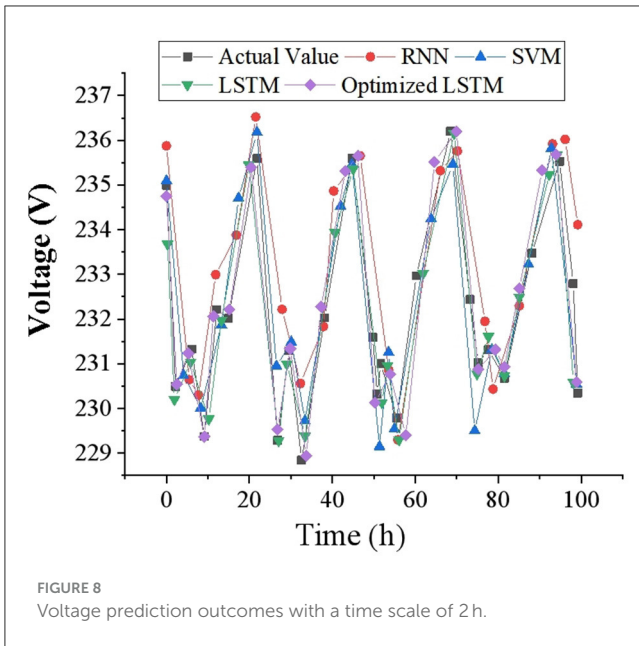 Actual Value RNN SVM
LSTM Optimized LSTM
237
236
235
234
233
232
231
230
229
Voltage (V)
0 20 40 60 80 100
Time (h)
FIGURE 8
Voltage prediction outcomes with a time scale of 2 h.